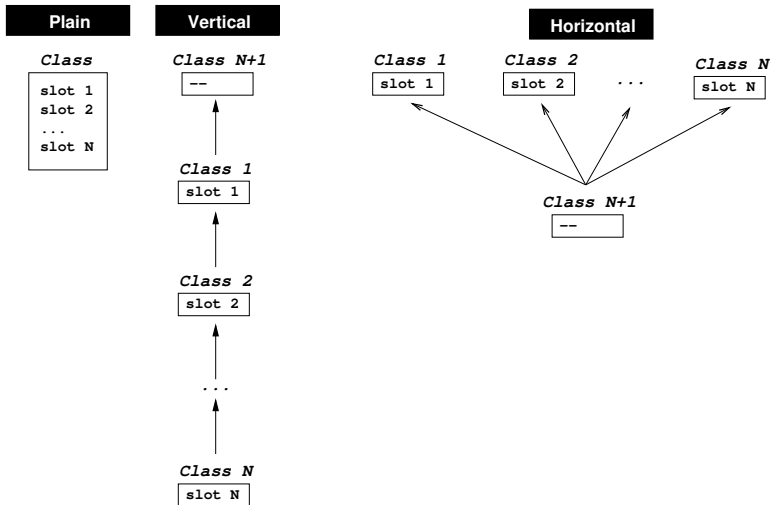 Plain
Class
slot 1
slot 2
...
slot N
Vertical
Class N+1
--
Class 1
slot 1
Class 2
slot 2
...
Class N
slot N
Horizontal
Class 1
slot 1
Class 2
slot 2
...
Class N
slot N
Class N+1
--